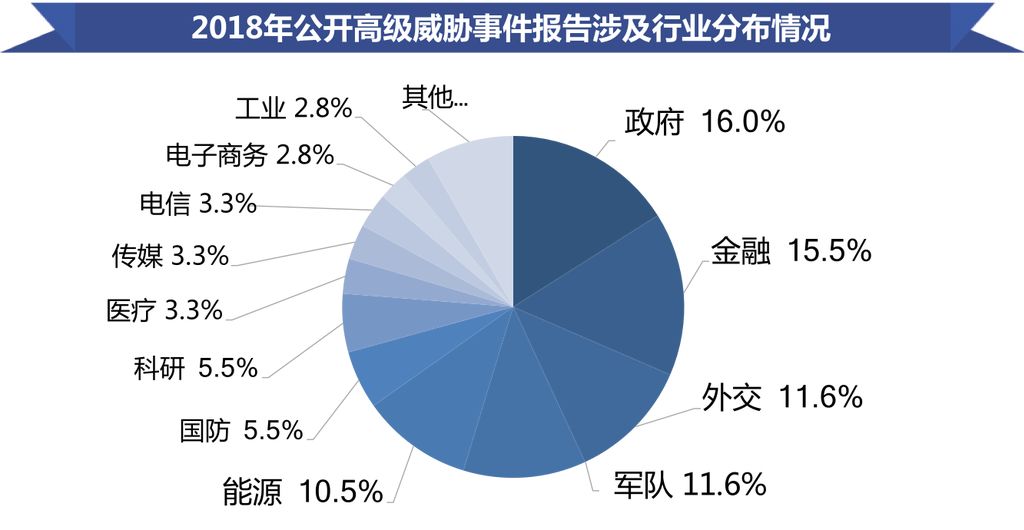 2018年公开高级威胁事件报告涉及行业分布情况
政府 16.0%
金融 15.5%
外交 11.6%
军队 11.6%
能源 10.5%
国防 5.5%
科研 5.5%
医疗 3.3%
传媒 3.3%
电信 3.3%
电子商务 2.8%
工业 2.8%
其他...